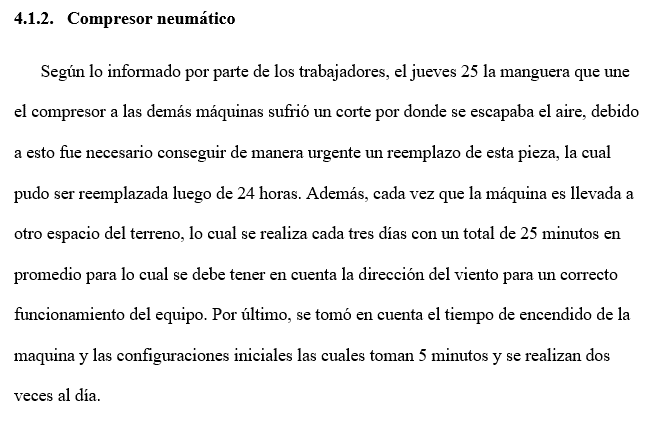 4.1.2. Compresor neumático
Según lo informado por parte de los trabajadores, el jueves 25 la manguera que une
el compresor a las demás máquinas sufrió un corte por donde se escapaba el aire, debido
a esto fue necesario conseguir de manera urgente un reemplazo de esta pieza, la cual
pudo ser reemplazada luego de 24 horas. Además, cada vez que la máquina es llevada a
otro espacio del terreno, lo cual se realiza cada tres días con un total de 25 minutos en
promedio para lo cual se debe tener en cuenta la dirección del viento para un correcto
funcionamiento del equipo. Por último, se tomó en cuenta el tiempo de encendido de la
maquina y las configuraciones iniciales las cuales toman 5 minutos y se realizan dos
veces al día.